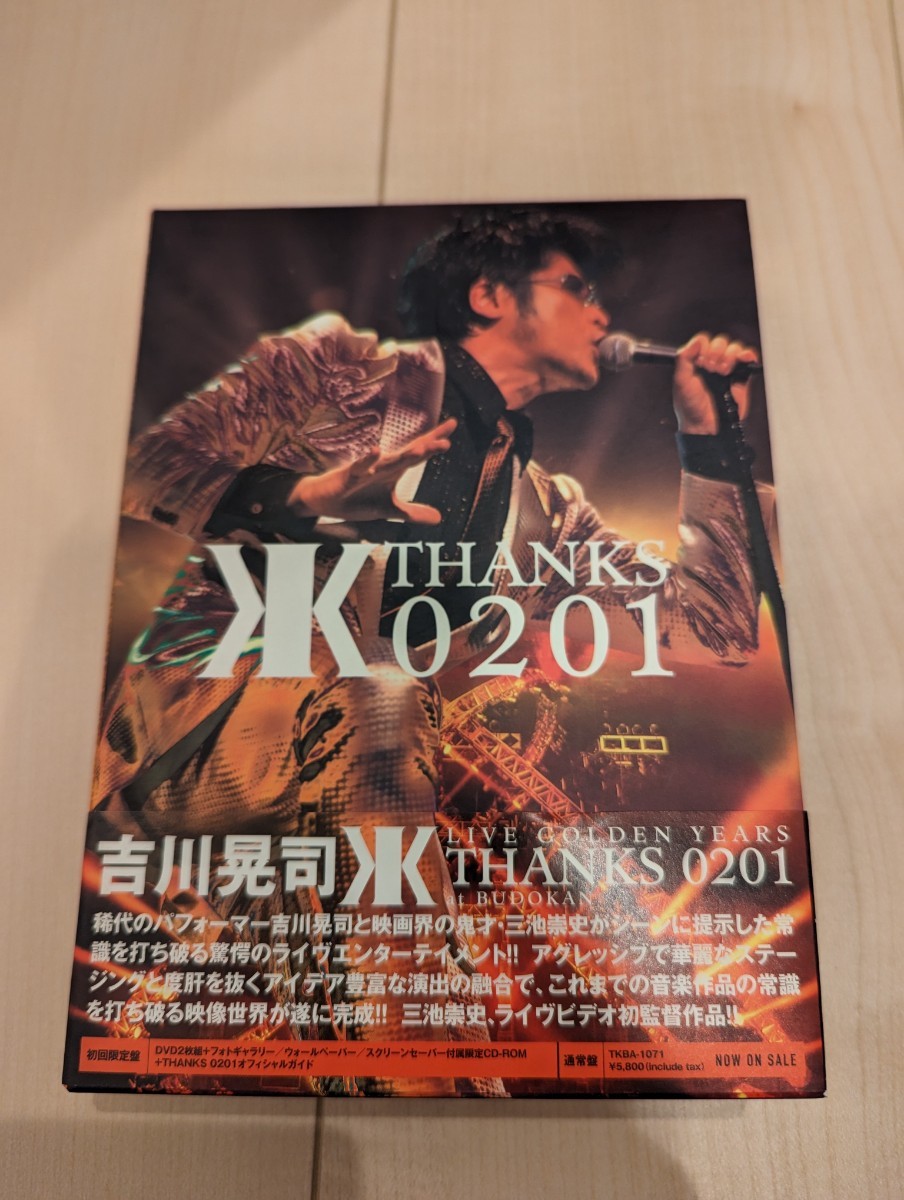 THANKS
0201
吉川晃司
LIVE GOLDEN YEARS
THANKS 0201
at BUDOKAN
稀代のパフォーマー吉川晃司と映画界の鬼才・三池崇史がシーンに提示した常
識を打ち破る驚愕のライヴエンターテイメント!! アグレッシブで華麗なステー
ジングと度肝を抜くアイデア豊富な演出の融合で、これまでの音楽作品の常識
を打ち破る映像世界が遂に完成!! 三池崇史、ライヴビデオ初監督作品!!
初回限定盤
DVD2枚組+フォトギャラリー/ウォールペーパー/スクリーンセーバー付属限定CD-ROM
+THANKS 0201オフィシャルガイド
通常盤
TKBA-1071
¥5,800(include tax)
NOW ON SALE